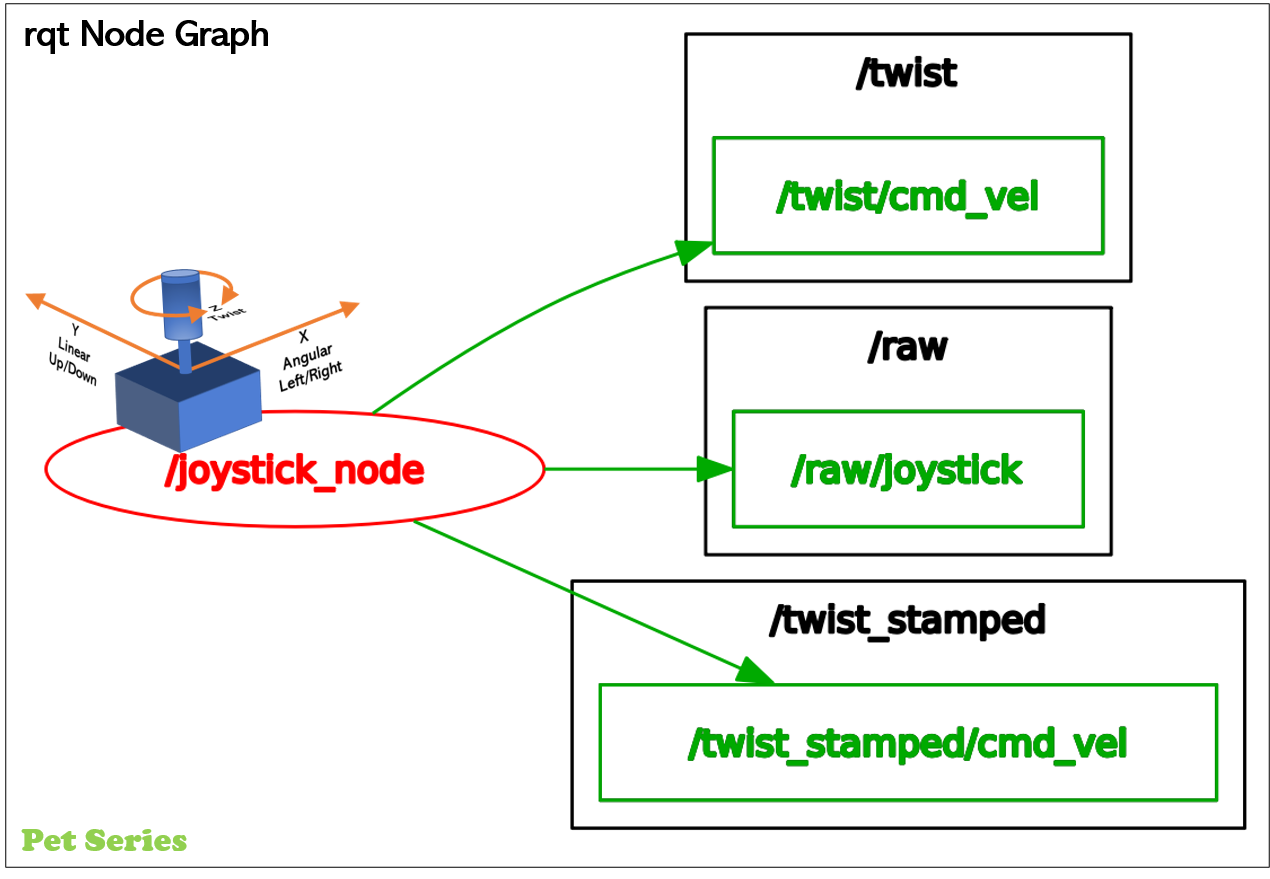 rqt Node Graph
/twist
/twist/cmd_vel
/raw
/raw/joystick
/twist_stamped
/twist_stamped/cmd_vel
/joystick_node
Y
Linear
Up/Down
Z
Twist
X
Angular
Left/Right
Pet Series